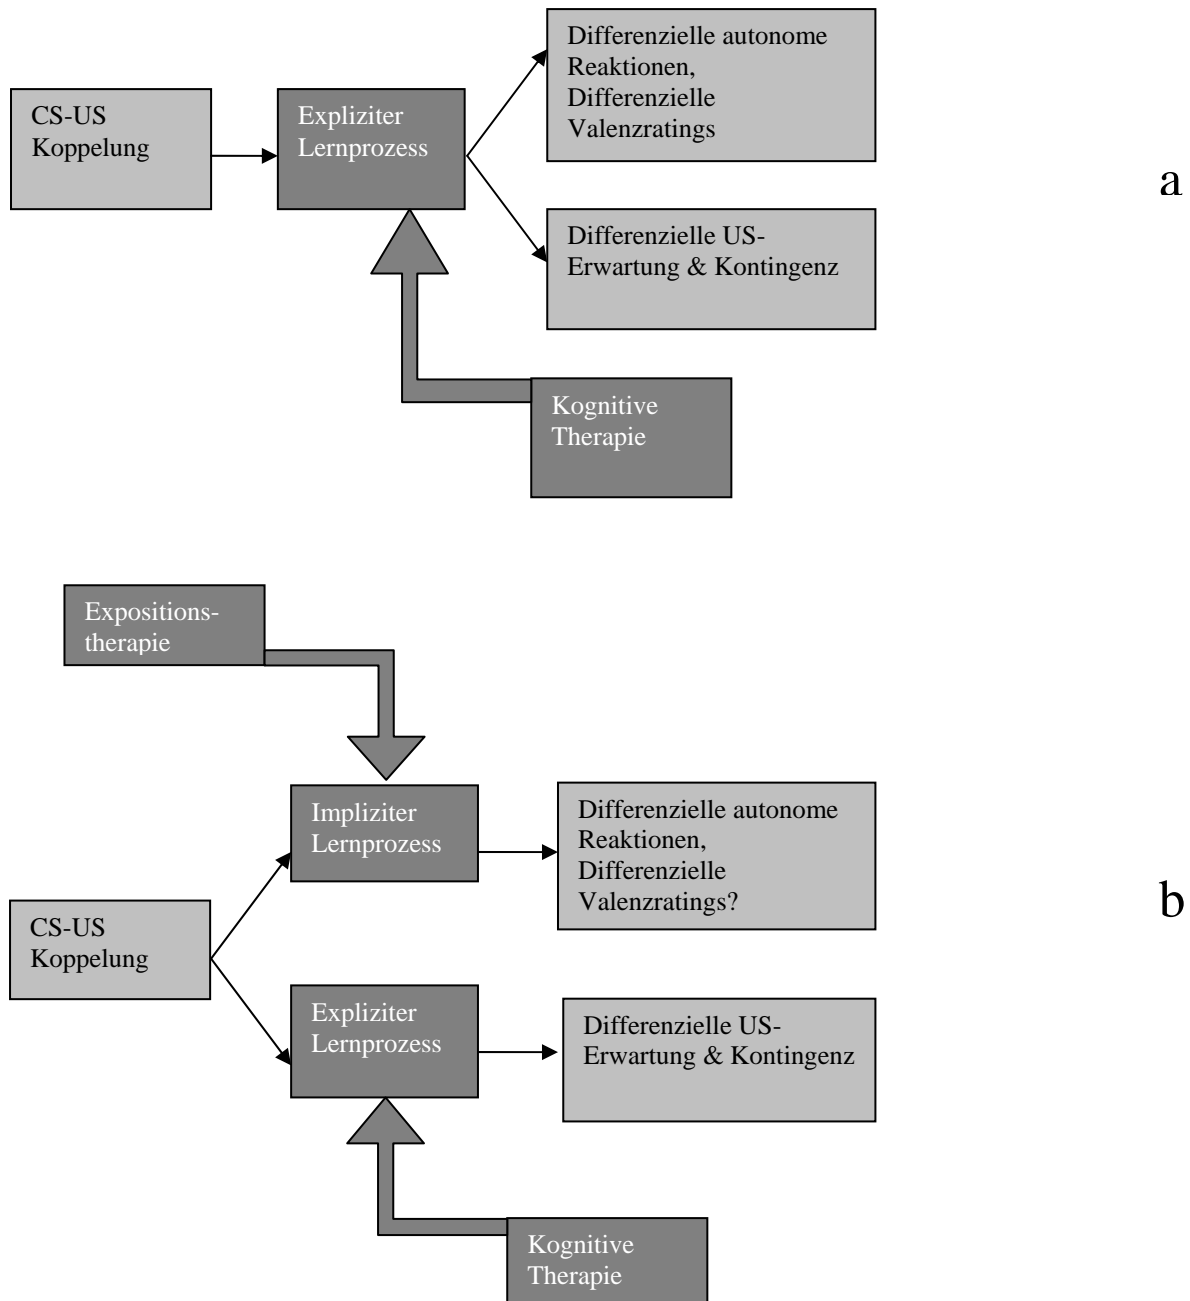 Differenzielle autonome
Reaktionen,
Differenzielle
Valenzratings
CS-US
Koppelung
Expliziter
Lernprozess
a
Differenzielle US-
Erwartung & Kontingenz
Kognitive
Therapie
Expositions-
therapie
Impliziter
Lernprozess
Differenzielle autonome
Reaktionen,
Differenzielle
Valenzratings?
b
CS-US
Koppelung
Expliziter
Lernprozess
Differenzielle US-
Erwartung & Kontingenz
Kognitive
Therapie